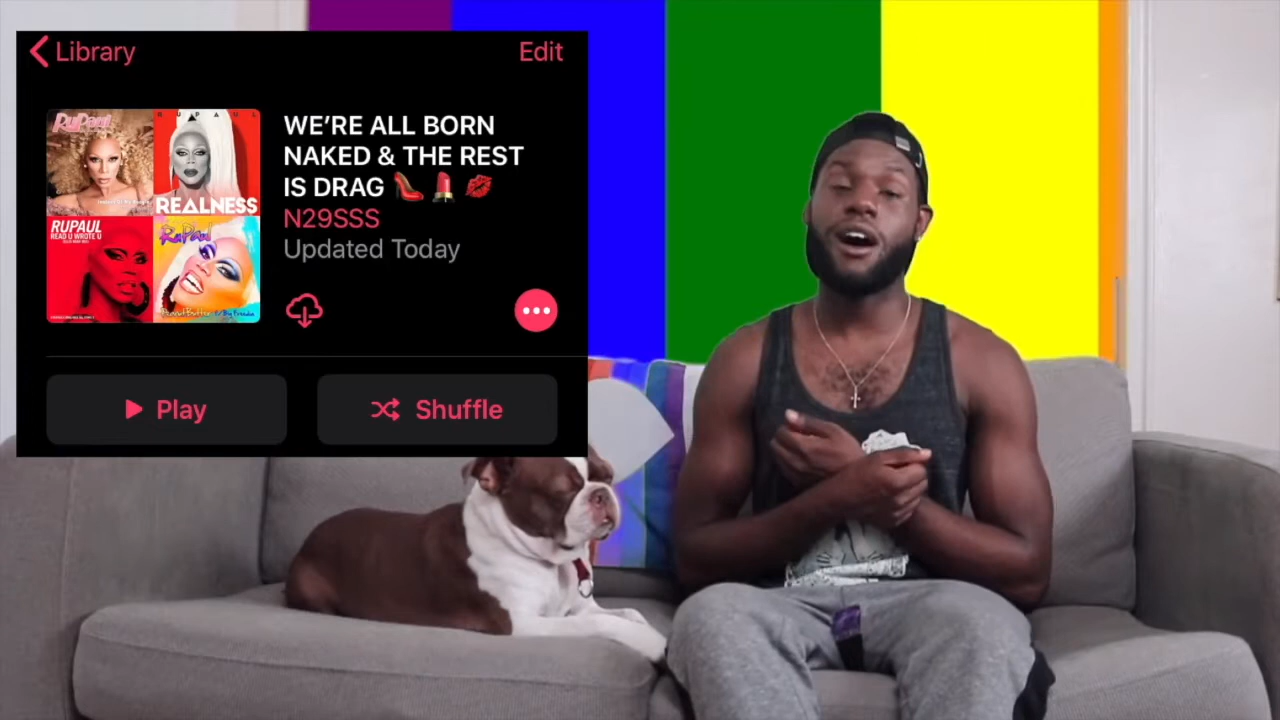 Library
Edit
WE'RE ALL BORN
NAKED & THE REST
IS DRAG 👠💄💋
N29SSS
Updated Today
RuPaul
RUPAUL
REALNESS
RUPAUL
READ U WROTE U
RuPaul
Play
Shuffle